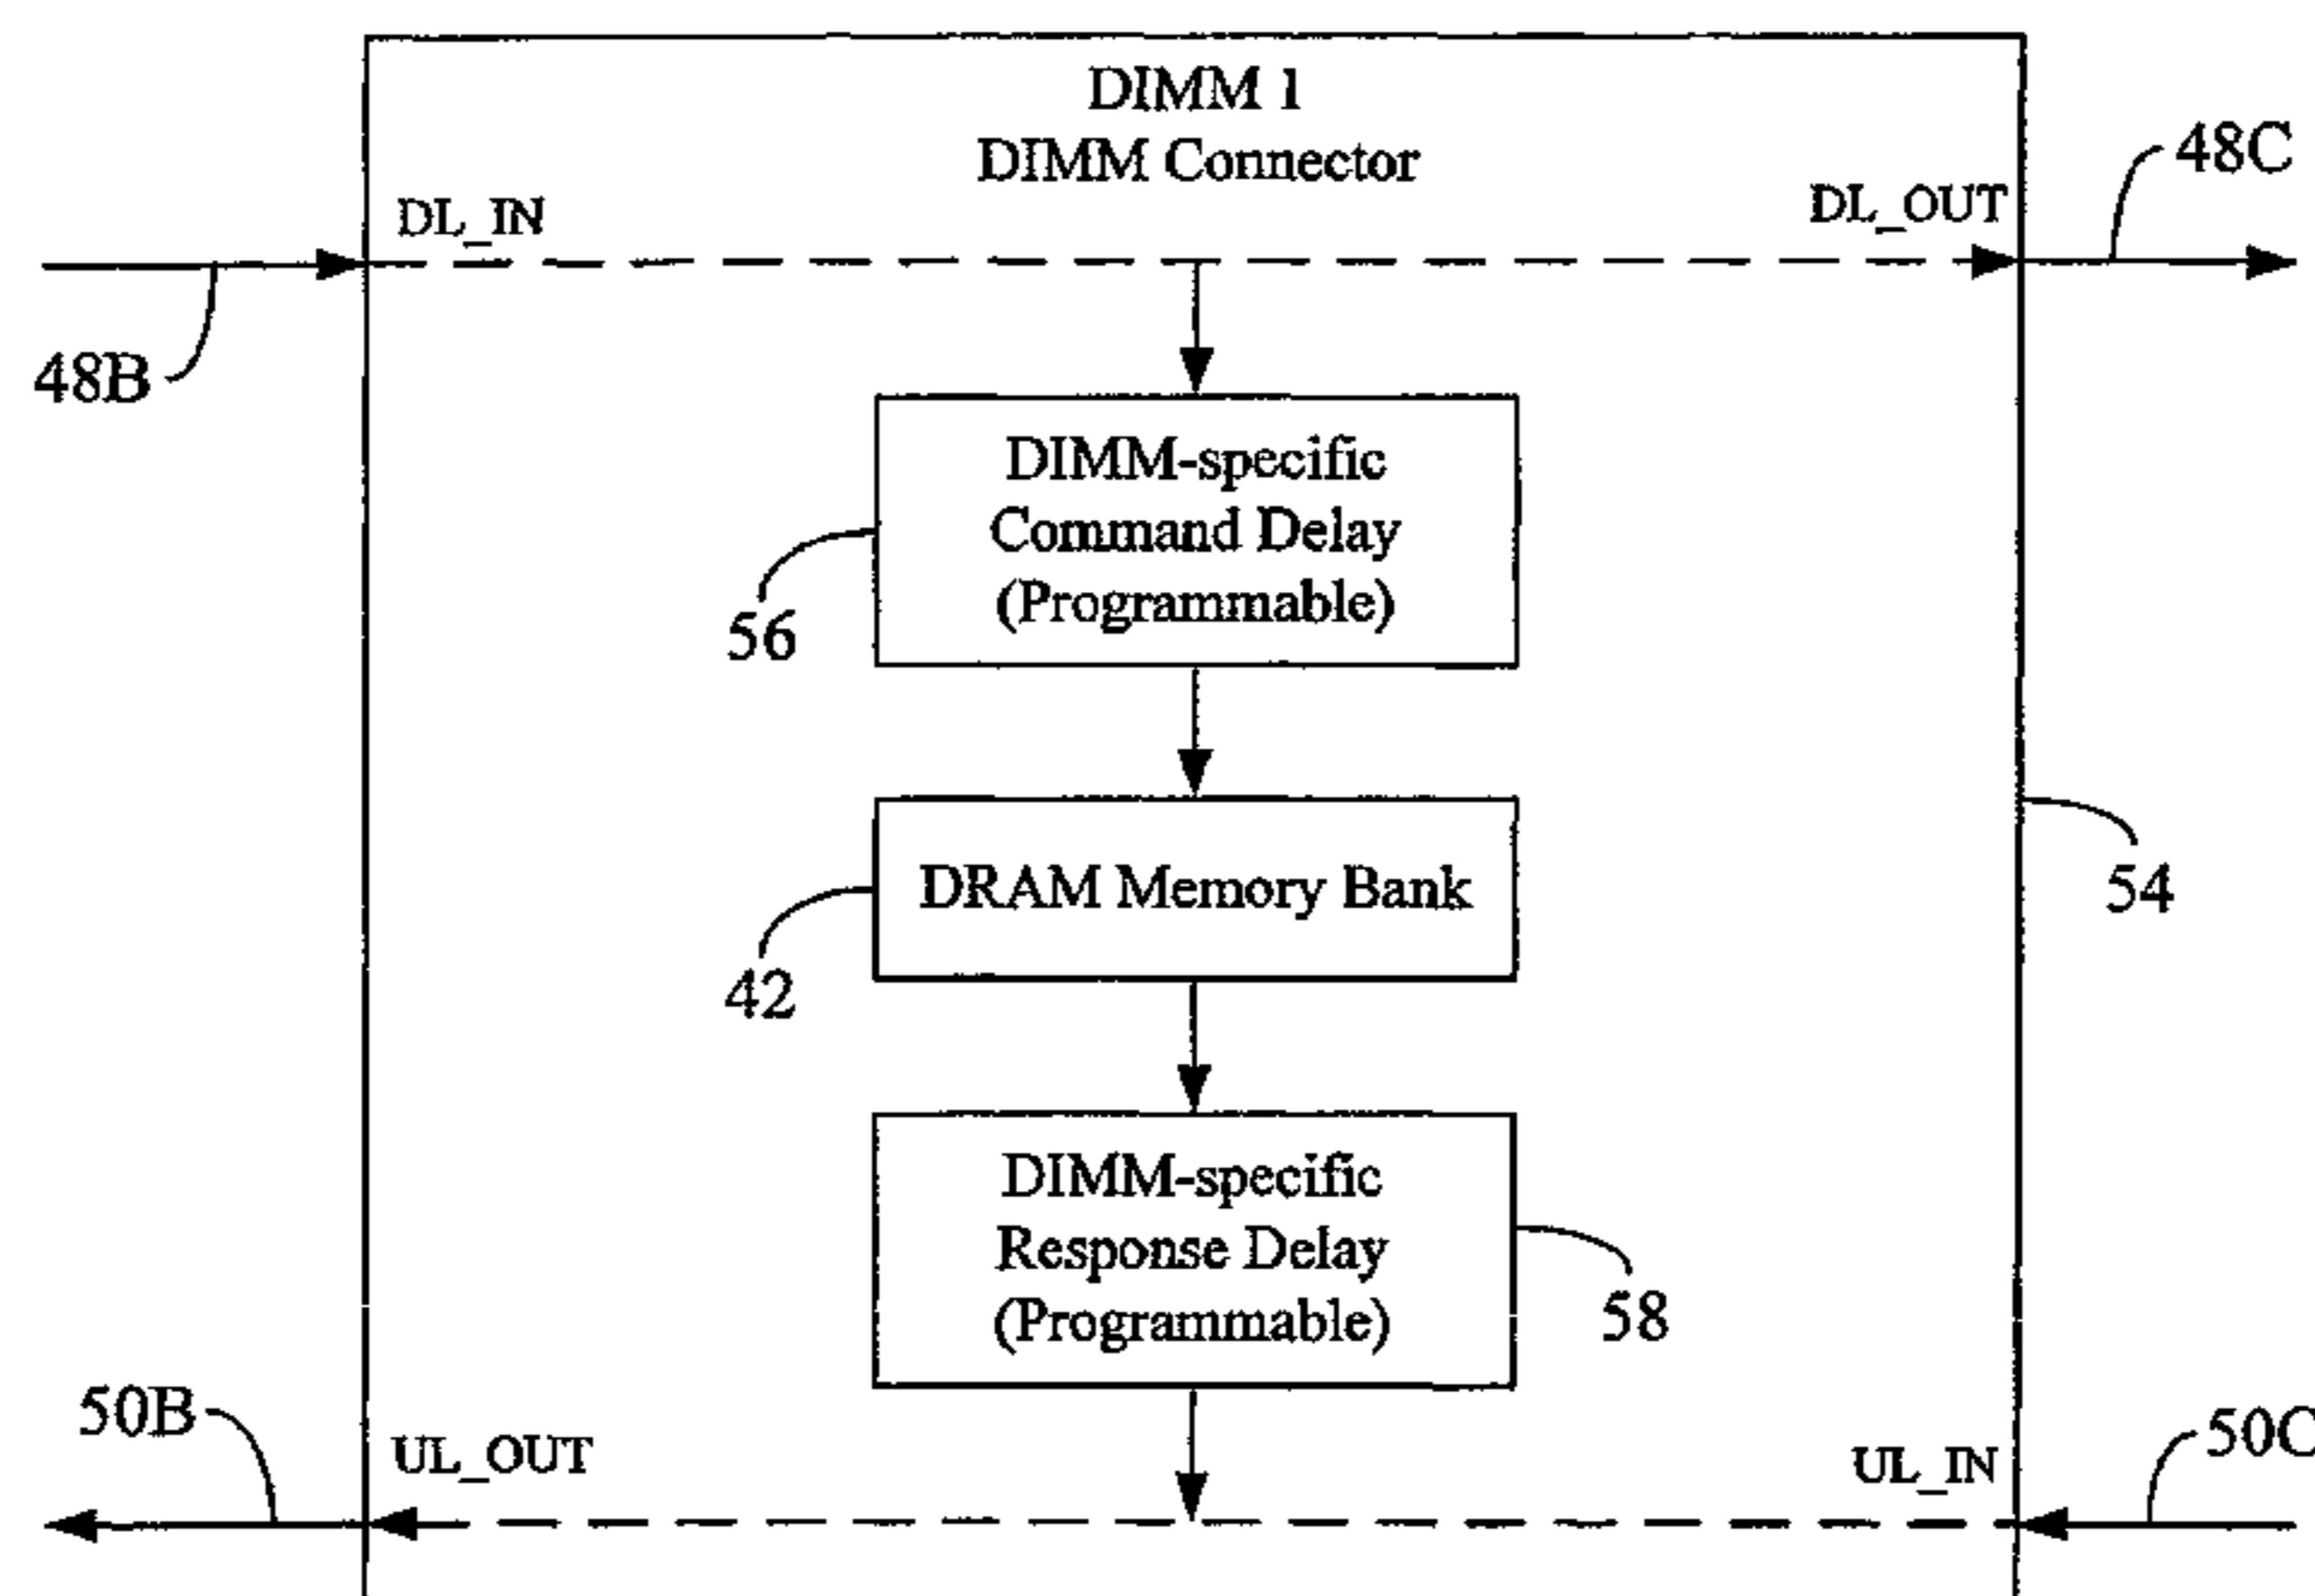 DIMM 1
DIMM Connector
48C
DL_IN
DL_OUT
48B
DIMM-specific
Command Delay
(Programmable)
56
DRAM Memory Bank
54
42
DIMM-specific
Response Delay
(Programmable)
58
50B
UL_OUT
UL_IN
50C